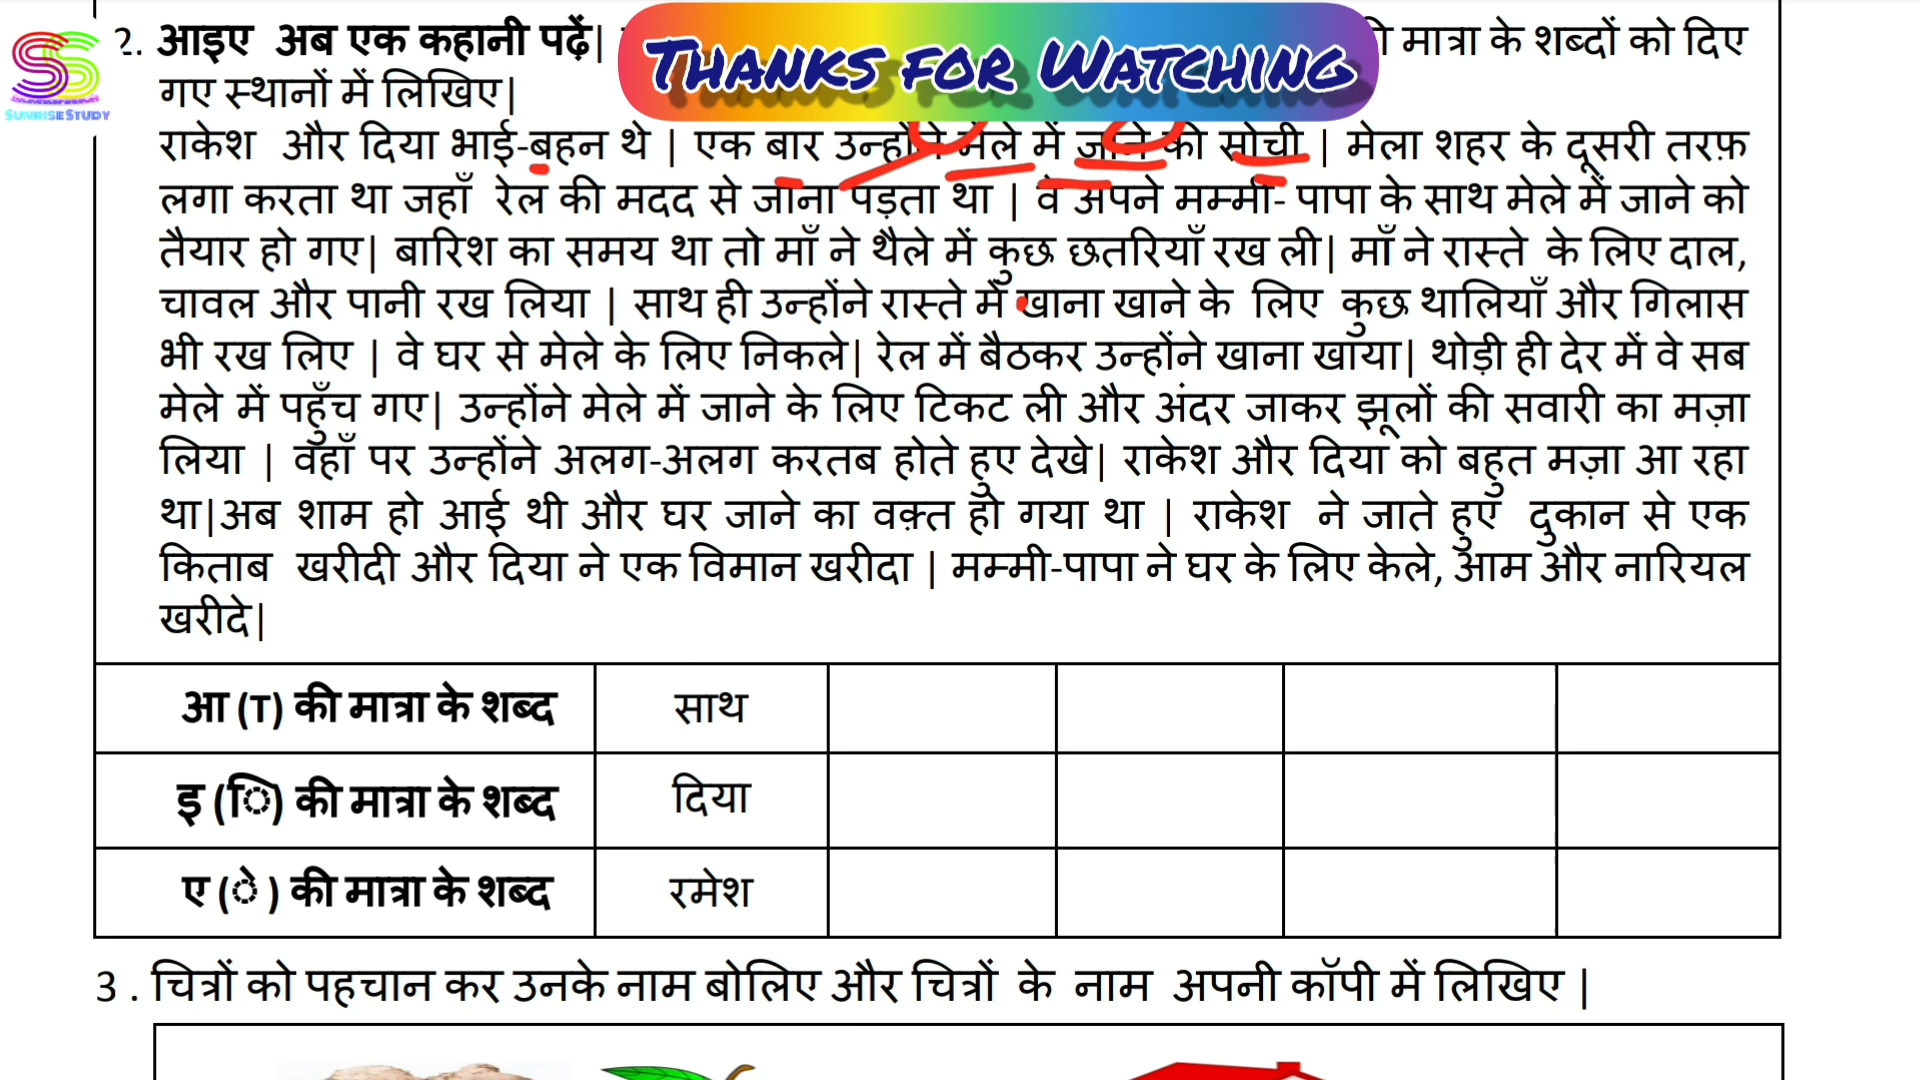 SUNRISESTUDY
THANKS FOR WATCHING
2. आइए अब एक कहानी पढ़ें| मात्रा के शब्दों को दिए
गए स्थानों में लिखिए|
राकेश और दिया भाई-बहन थे | एक बार उन्होंने मेले में जाने की सोची | मेला शहर के दूसरी तरफ़
लगा करता था जहाँ रेल की मदद से जाना पड़ता था | वे अपने मम्मी- पापा के साथ मेले में जाने को
तैयार हो गए| बारिश का समय था तो माँ ने थैले में कुछ छतरियाँ रख ली| माँ ने रास्ते के लिए दाल,
चावल और पानी रख लिया | साथ ही उन्होंने रास्ते में खाना खाने के लिए कुछ थालियाँ और गिलास
भी रख लिए | वे घर से मेले के लिए निकले| रेल में बैठकर उन्होंने खाना खाया| थोड़ी ही देर में वे सब
मेले में पहुँच गए| उन्होंने मेले में जाने के लिए टिकट ली और अंदर जाकर झूलों की सवारी का मज़ा
लिया | वहाँ पर उन्होंने अलग-अलग करतब होते हुए देखे| राकेश और दिया को बहुत मज़ा आ रहा
था|अब शाम हो आई थी और घर जाने का वक़्त हो गया था | राकेश ने जाते हुए दुकान से एक
किताब खरीदी और दिया ने एक विमान खरीदा | मम्मी-पापा ने घर के लिए केले, आम और नारियल
खरीदे|
आ (T) की मात्रा के शब्द साथ
इ (ि) की मात्रा के शब्द दिया
ए (े ) की मात्रा के शब्द रमेश
3 . चित्रों को पहचान कर उनके नाम बोलिए और चित्रों के नाम अपनी कॉपी में लिखिए |